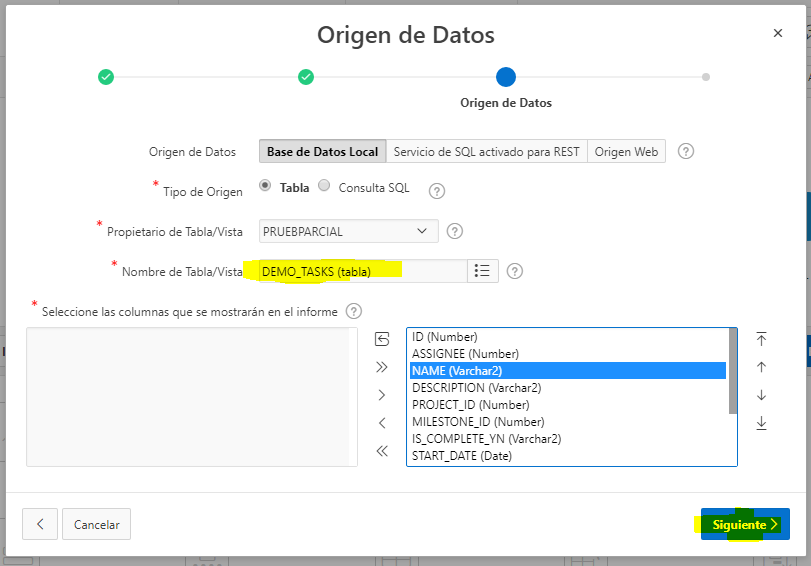 Origen de Datos
Origen de Datos
Origen de Datos Base de Datos Local Servicio de SQL activado para REST Origen Web ?
* Tipo de Origen Tabla Consulta SQL ?
* Propietario de Tabla/Vista PRUEBPARCIAL ?
* Nombre de Tabla/Vista DEMO_TASKS (tabla) ?
* Seleccione las columnas que se mostrarán en el informe ?
ID (Number)
ASSIGNEE (Number)
NAME (Varchar2)
DESCRIPTION (Varchar2)
PROJECT_ID (Number)
MILESTONE_ID (Number)
IS_COMPLETE_YN (Varchar2)
START_DATE (Date)
Cancelar Siguiente